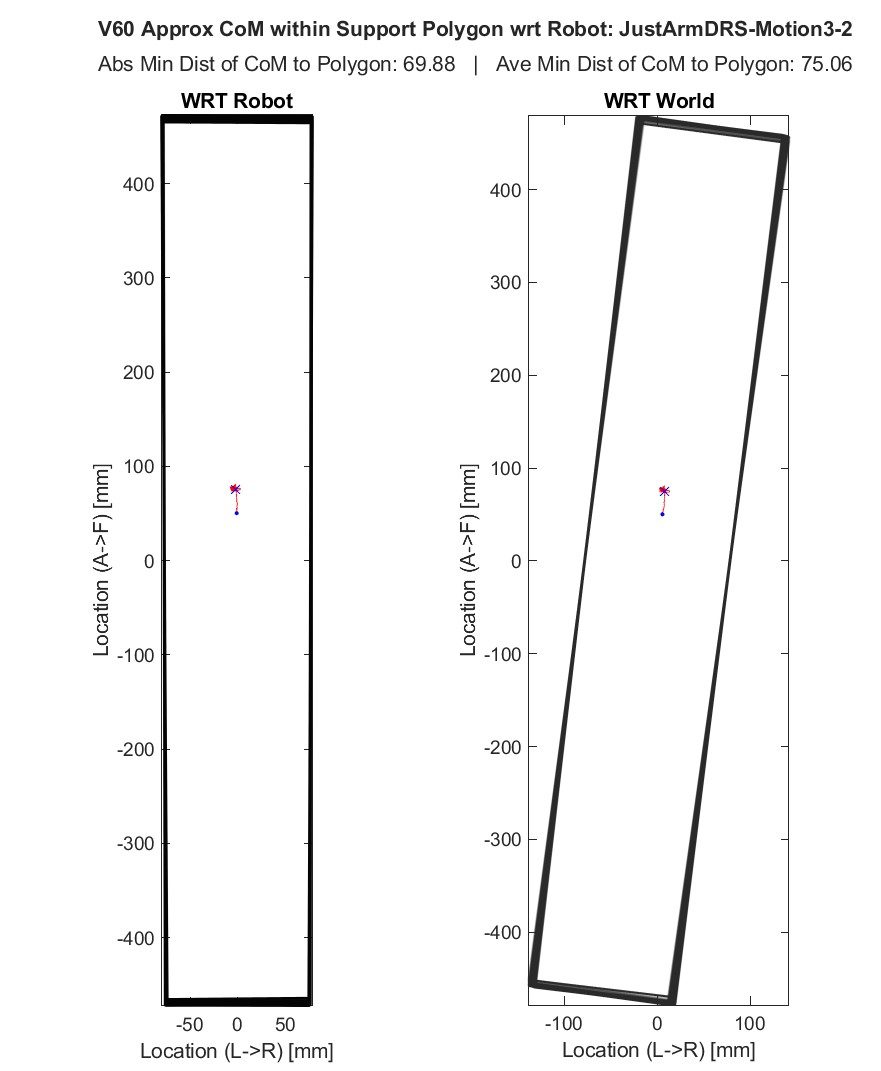 V60 Approx CoM within Support Polygon wrt Robot: JustArmDRS-Motion3-2
Abs Min Dist of CoM to Polygon: 69.88 | Ave Min Dist of CoM to Polygon: 75.06
WRT Robot
Location (A->F) [mm]
400
300
200
100
0
-100
-200
-300
-400
-50 0 50
Location (L->R) [mm]
WRT World
Location (A->F) [mm]
400
300
200
100
0
-100
-200
-300
-400
-100 0 100
Location (L->R) [mm]